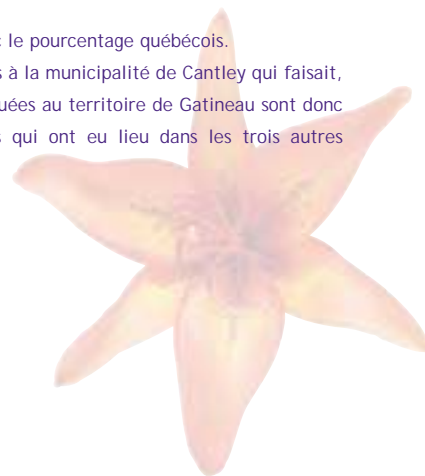 le pourcentage québécois.
à la municipalité de Cantley qui faisait,
uées au territoire de Gatineau sont donc
qui ont eu lieu dans les trois autres